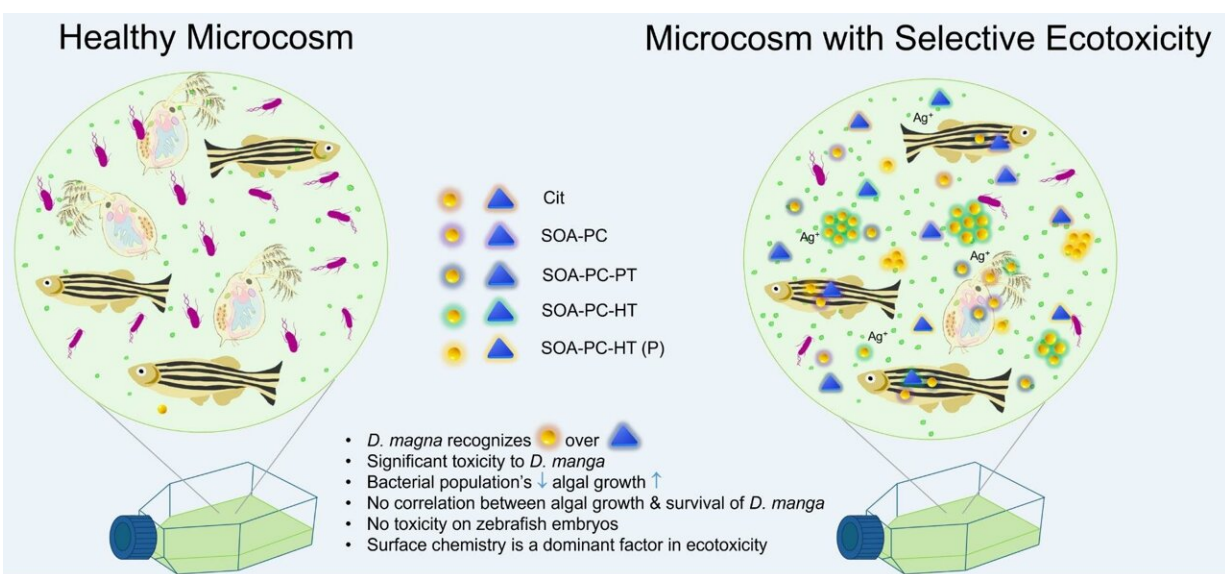 Healthy Microcosm
Microcosm with Selective Ecotoxicity
Ag⁺
Cit
SOA-PC
SOA-PC-PT
SOA-PC-HT
SOA-PC-HT (P)
Ag⁺
Ag⁺
Ag⁺
• D. magna recognizes over
• Significant toxicity to D. manga
• Bacterial population's ↓ algal growth ↑
• No correlation between algal growth & survival of D. manga
• No toxicity on zebrafish embryos
• Surface chemistry is a dominant factor in ecotoxicity